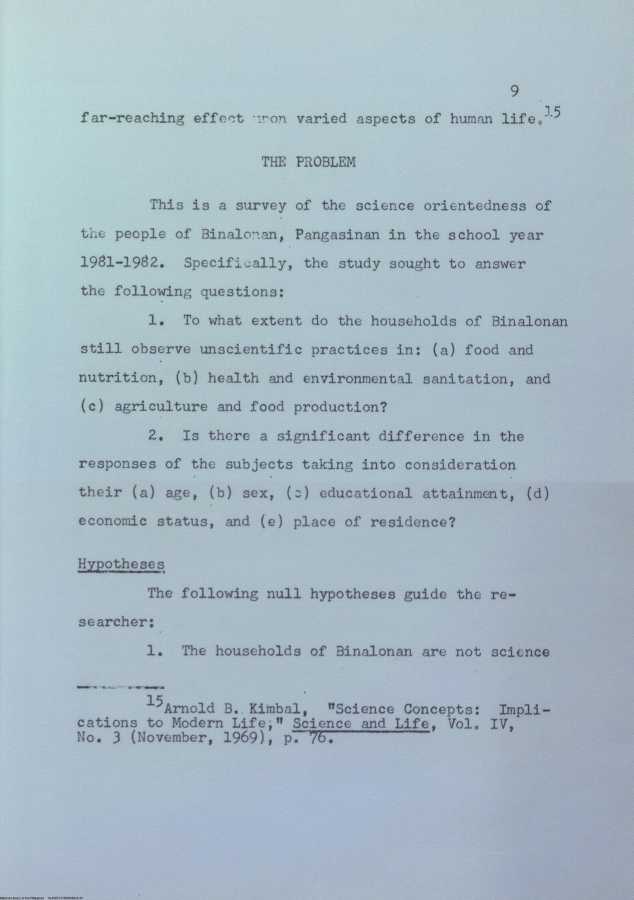 9
far-reaching effect upon varied aspects of human life.15
THE PROBLEM
This is a survey of the science orientedness of
the people of Binalonan, Pangasinan in the school year
1981-1982. Specifically, the study sought to answer
the following questions:
1. To what extent do the households of Binalonan
still observe unscientific practices in: (a) food and
nutrition, (b) health and environmental sanitation, and
(c) agriculture and food production?
2. Is there a significant difference in the
responses of the subjects taking into consideration
their (a) age, (b) sex, (c) educational attainment, (d)
economic status, and (e) place of residence?
Hypotheses
The following null hypotheses guide the re-
searcher:
1. The households of Binalonan are not science
15Arnold B. Kimbal, "Science Concepts: Impli-
cations to Modern Life," Science and Life, Vol. IV,
No. 3 (November, 1969), p. 76.